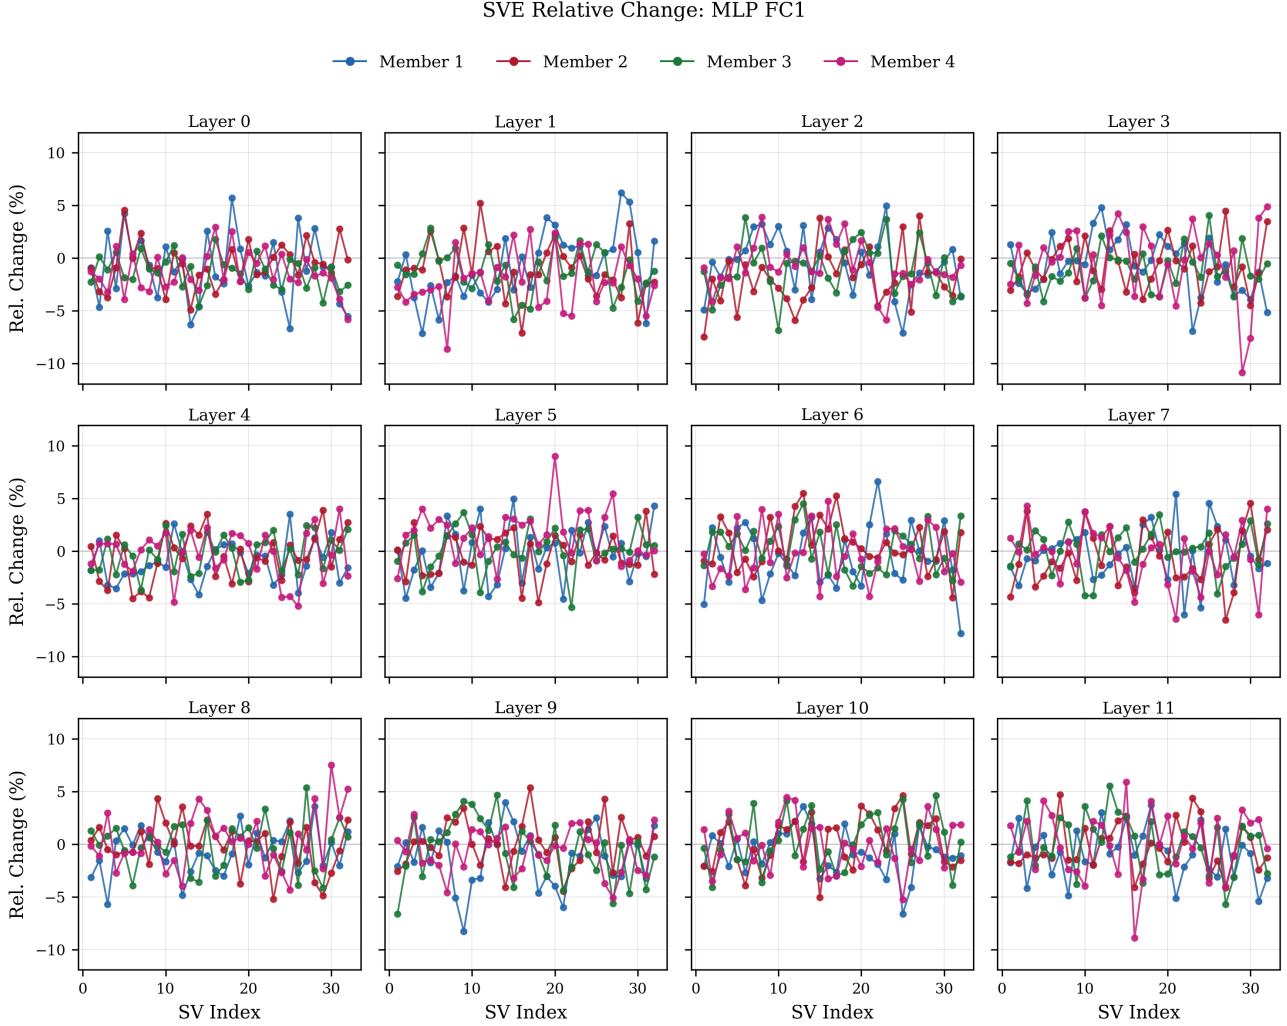 SVE Relative Change: MLP FC1
Member 1 Member 2 Member 3 Member 4
Layer 0 Layer 1 Layer 2 Layer 3
10
5
0
−5
−10
Rel. Change (%)
Layer 4 Layer 5 Layer 6 Layer 7
10
5
0
−5
−10
Rel. Change (%)
Layer 8 Layer 9 Layer 10 Layer 11
10
5
0
−5
−10
Rel. Change (%)
0 10 20 30 0 10 20 30 0 10 20 30 0 10 20 30
SV Index SV Index SV Index SV Index